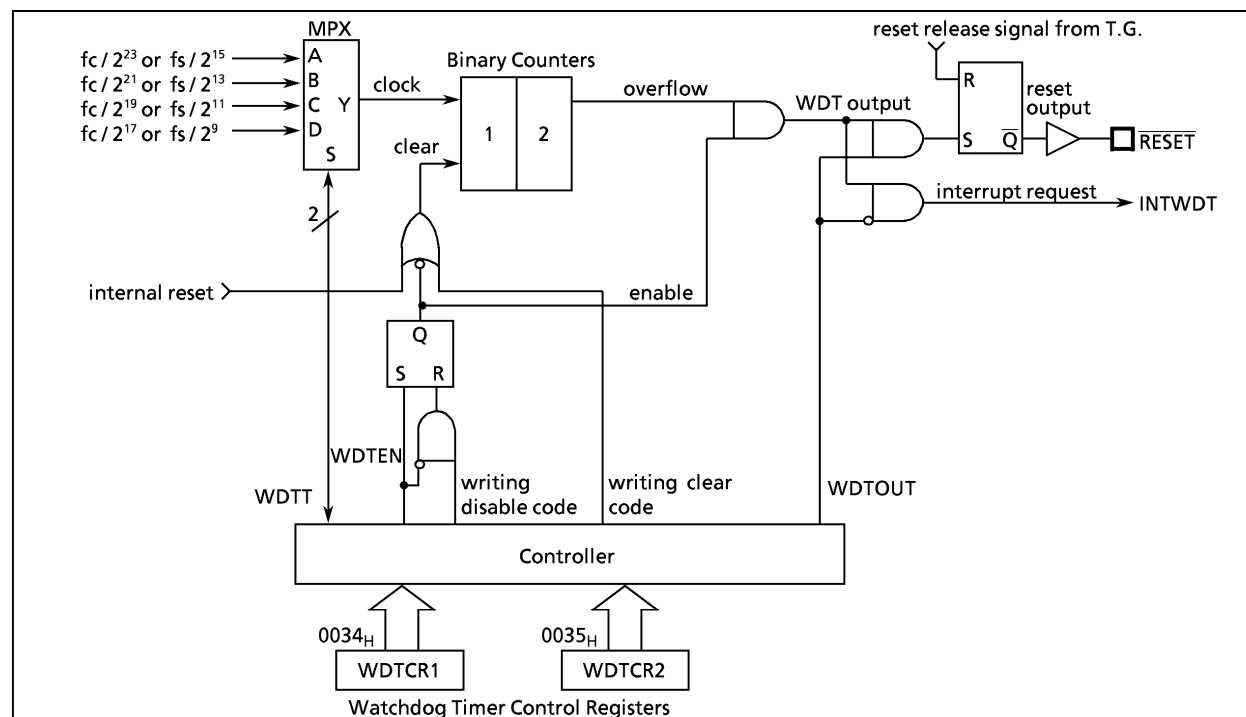 MPX
fc / 2²³ or fs / 2¹⁵
fc / 2²¹ or fs / 2¹³
fc / 2¹⁹ or fs / 2¹¹
fc / 2¹⁷ or fs / 2⁹
A
B
C
D
Y
S
clock
clear
Binary Counters
1
2
overflow
WDT output
reset release signal from T.G.
R
S
Q̅
reset
output
R̅E̅S̅E̅T̅
interrupt request
INTWDT
2
internal reset
enable
Q
S R
WDTEN
WDTT
writing
disable code
writing clear
code
WDTOUT
Controller
0034H
0035H
WDTCR1
WDTCR2
Watchdog Timer Control Registers